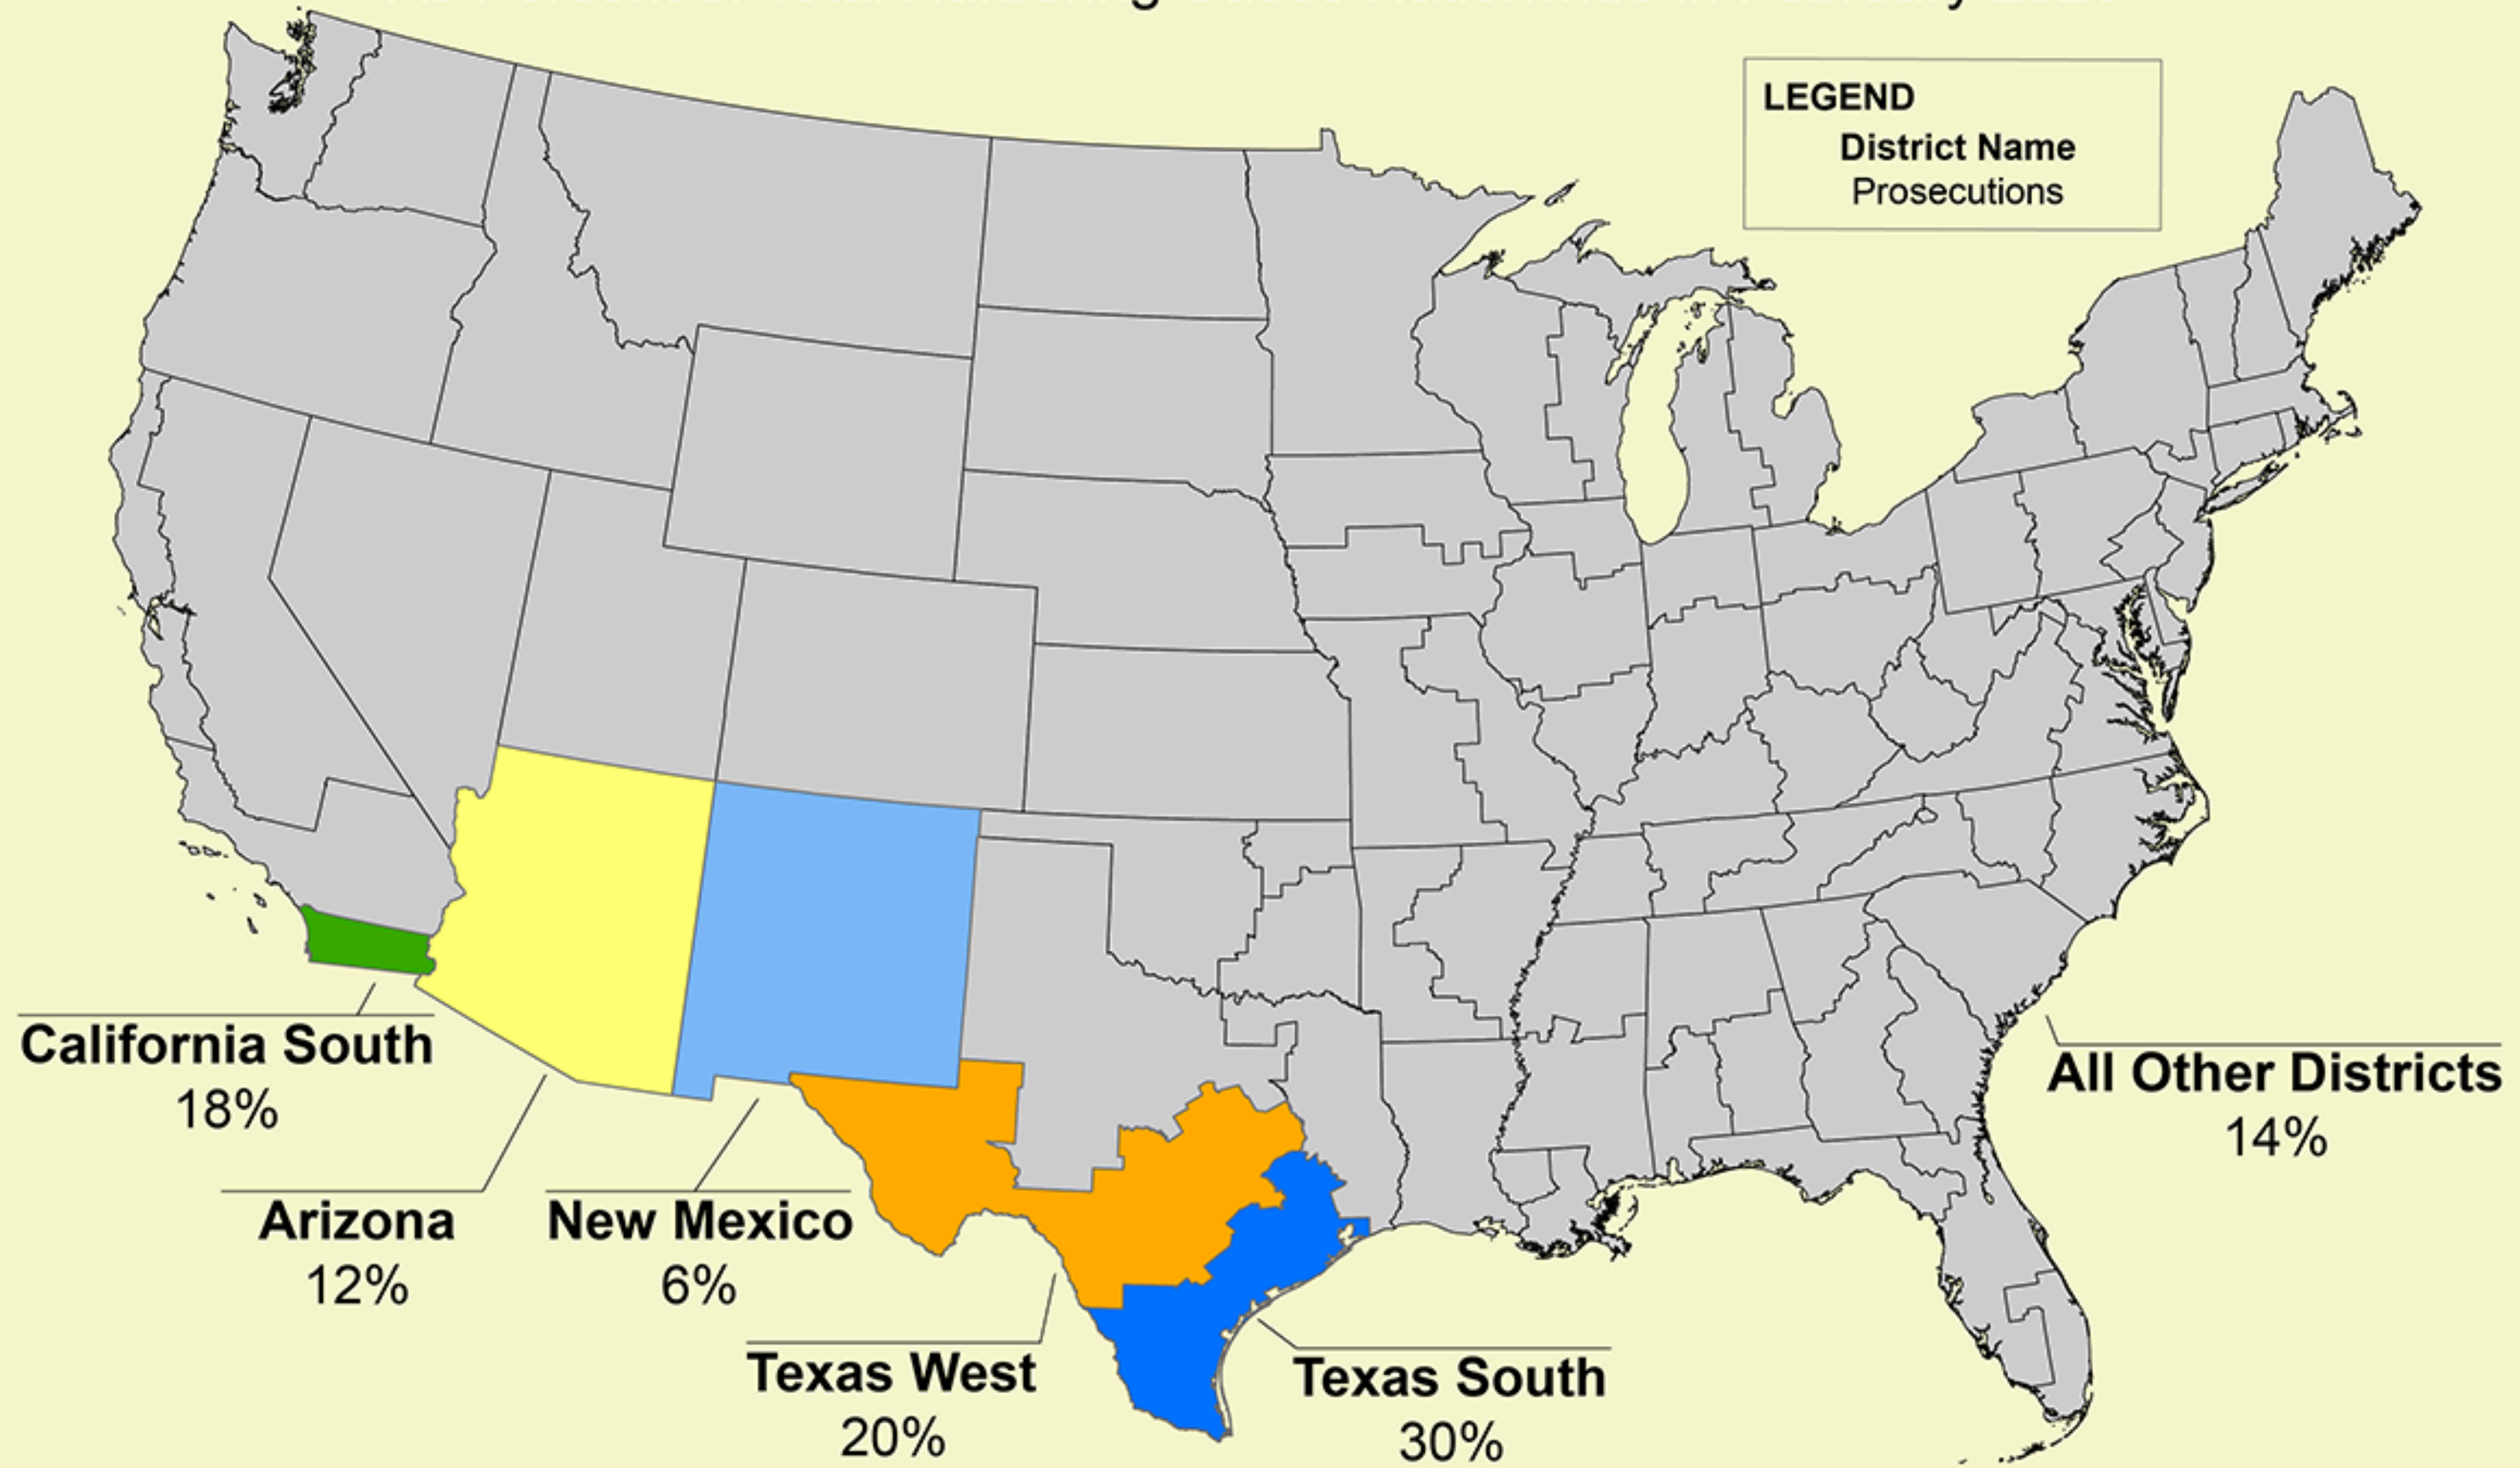 LEGEND
District Name
Prosecutions
California South
18%
Arizona
12%
New Mexico
6%
Texas West
20%
Texas South
30%
All Other Districts
14%